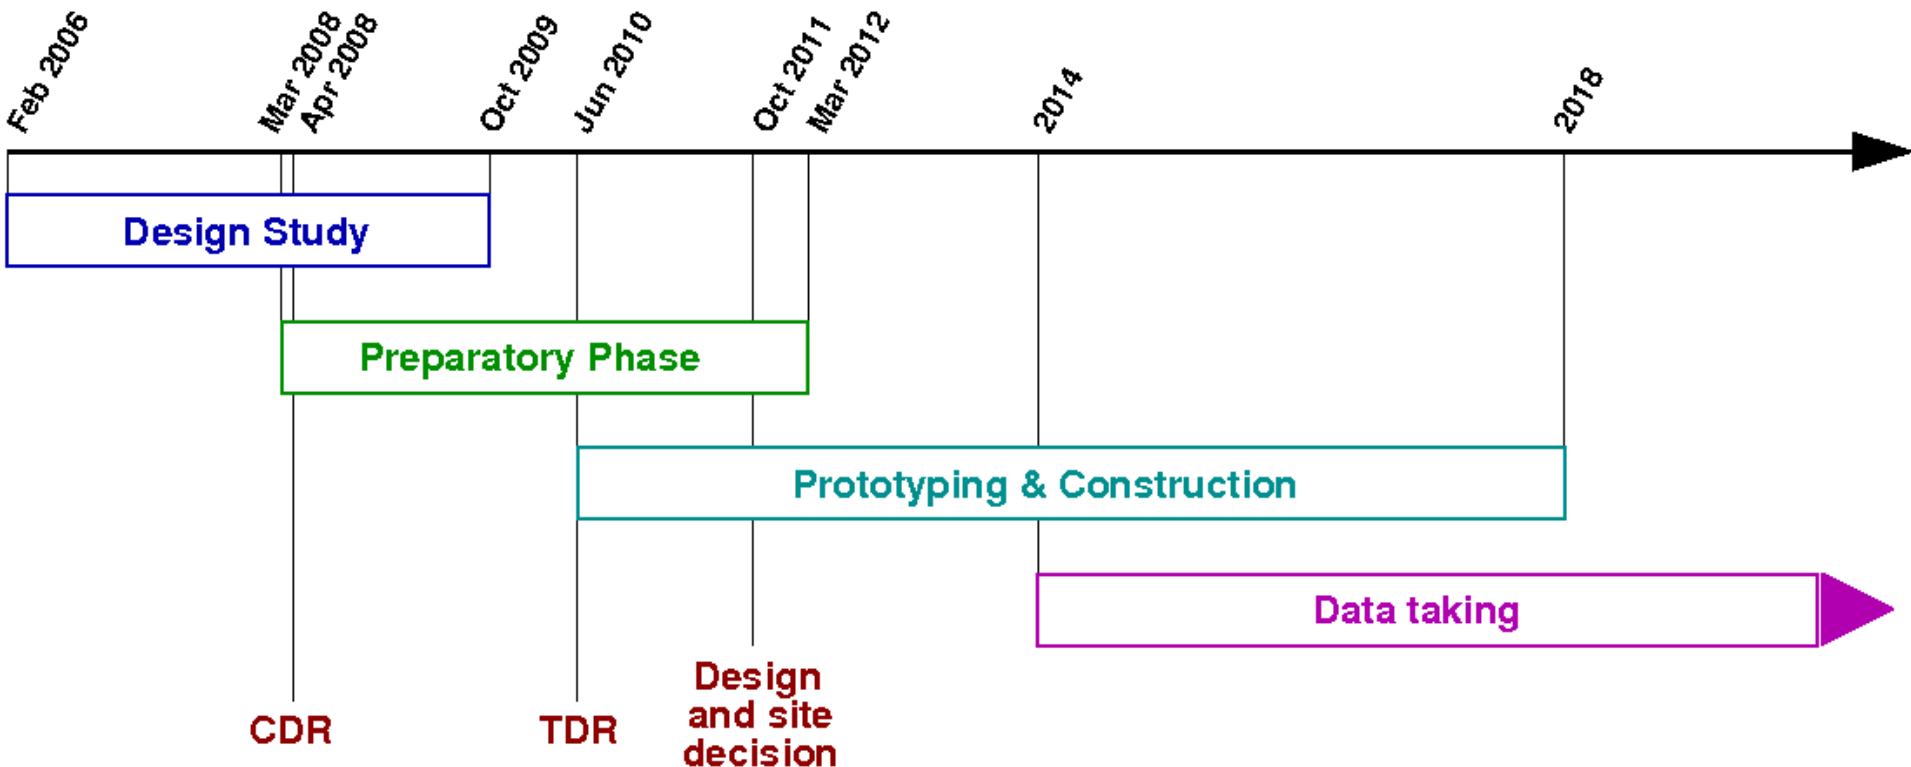 Feb 2006
Mar 2008
Apr 2008
Oct 2009
Jun 2010
Oct 2011
Mar 2012
2014
2018
Design Study
Preparatory Phase
Prototyping & Construction
Data taking
CDR
TDR
Design
and site
decision